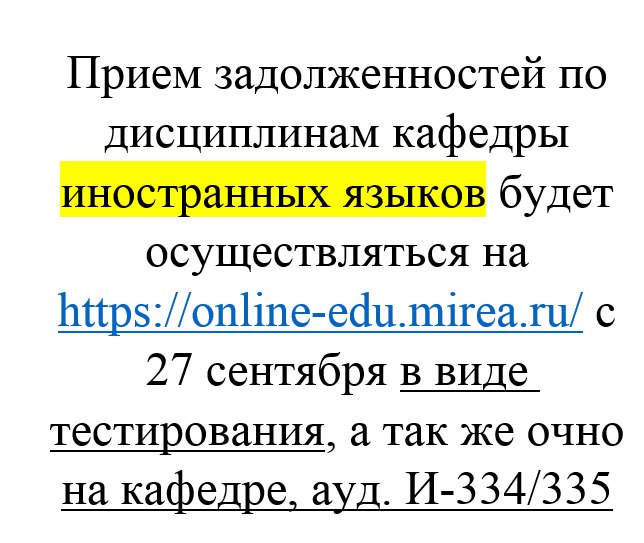 Прием задолженностей по
дисциплинам кафедры
иностранных языков будет
осуществляться на
https://online-edu.mirea.ru/ с
27 сентября в виде
тестирования, а так же очно
на кафедре, ауд. И-334/335